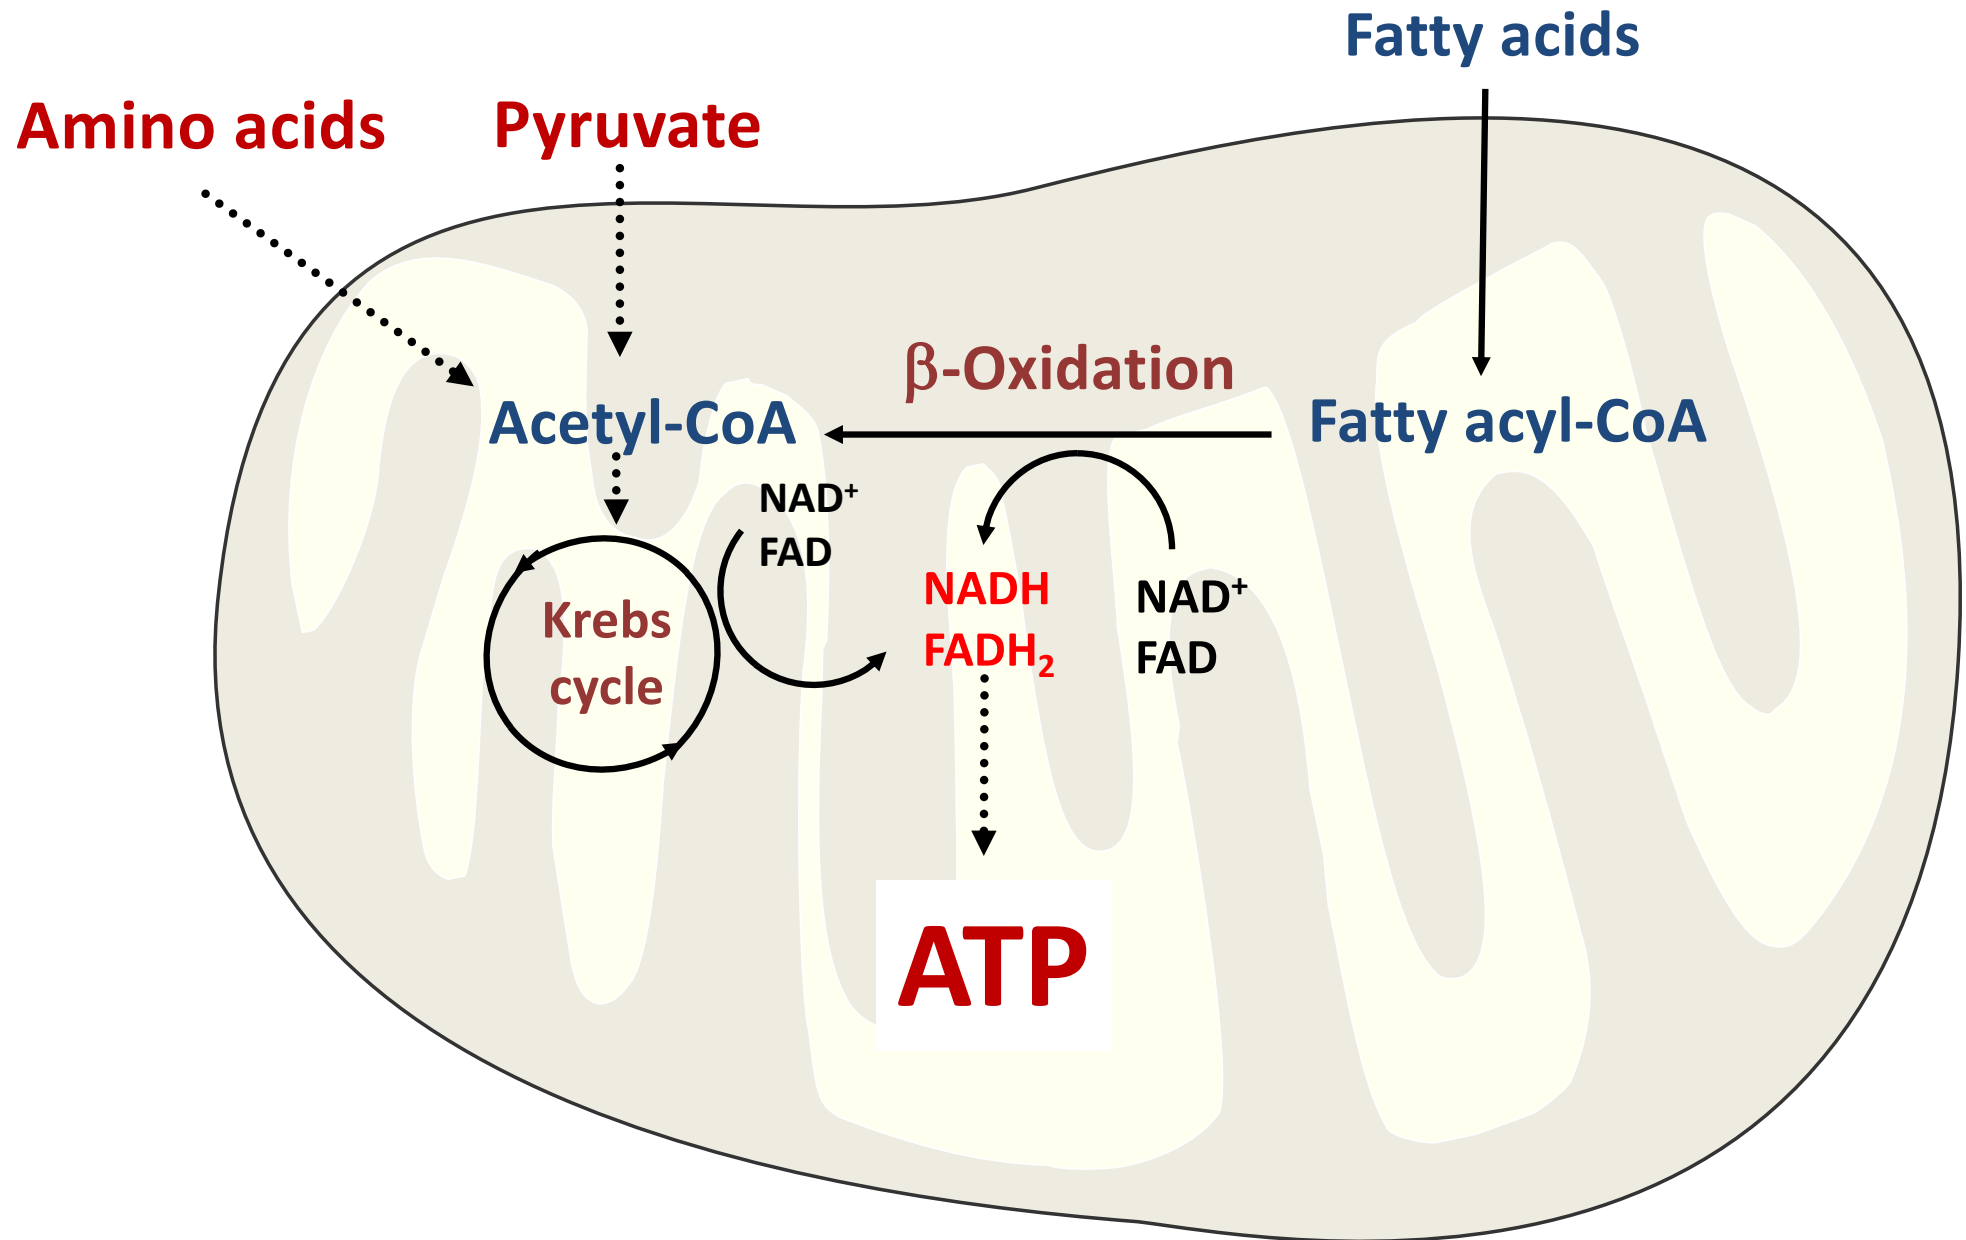 Fatty acids
Amino acids
Pyruvate
β-Oxidation
Acetyl-CoA
Fatty acyl-CoA
NAD⁺
FAD
Krebs
cycle
NADH
FADH₂
NAD⁺
FAD
ATP